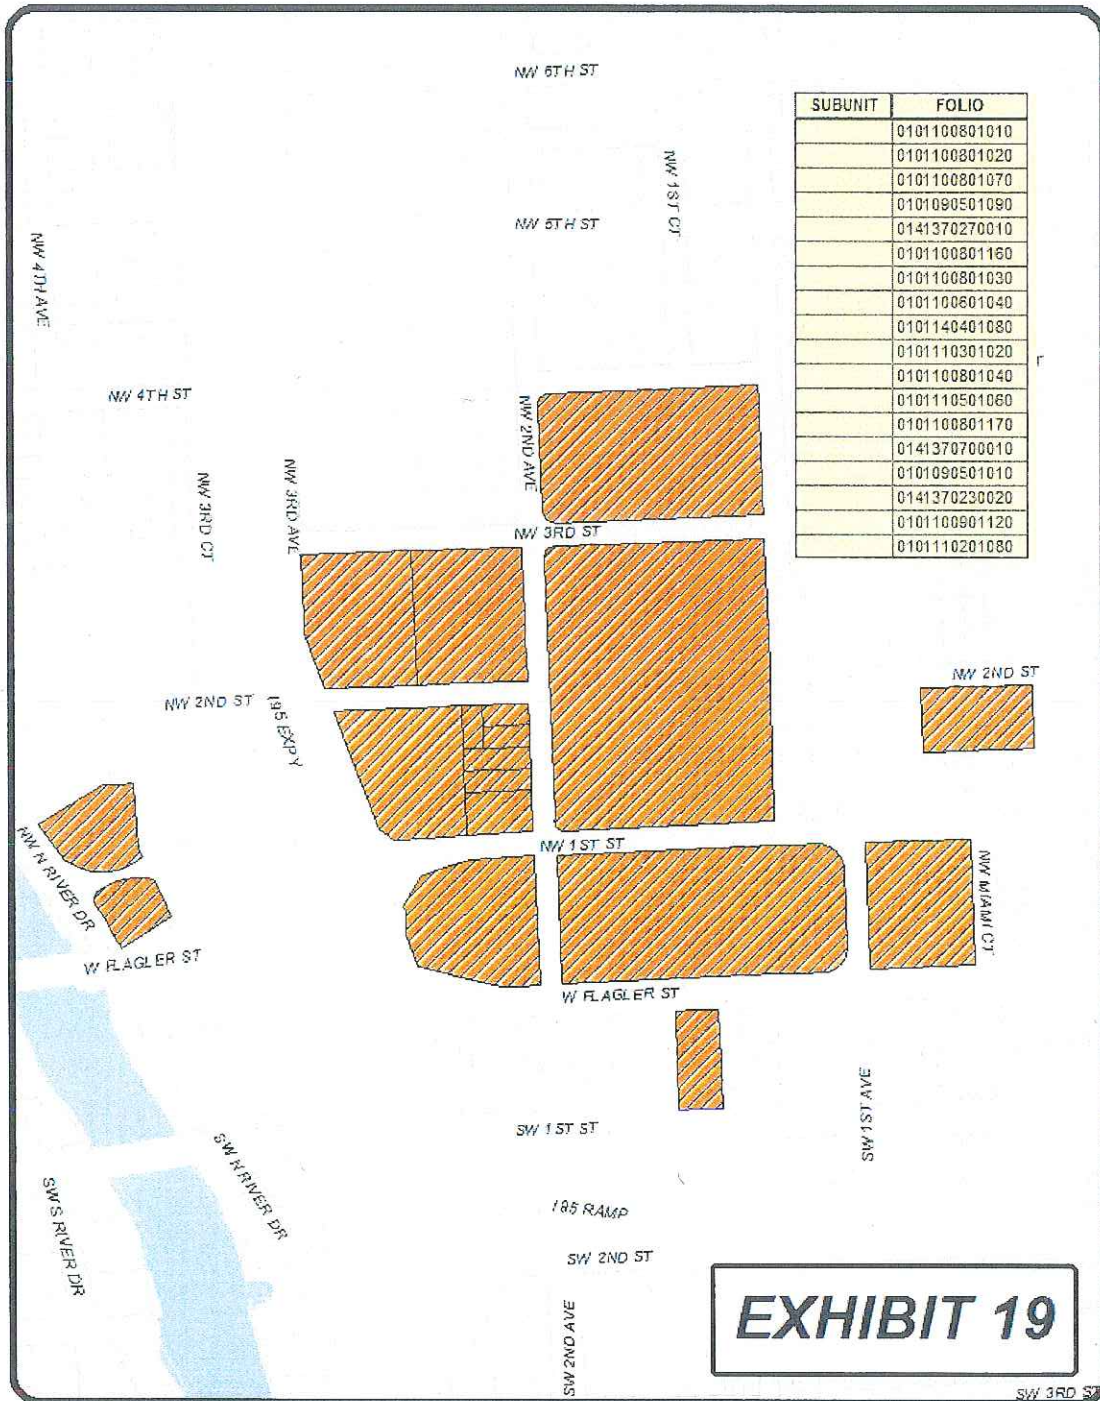 NW 6TH ST
SUBUNIT FOLIO
0101100801010
0101100801020
0101100801070
0101090501090
0141370270010
0101100801160
0101100801030
0101100601040
0101140401080
0101110301020
0101100801040
0101110501060
0101100801170
0141370700010
0101090501010
0141370230020
0101100901120
0101110201080
NW 1ST CT
NW 5TH ST
NW 4TH AVE
NW 4TH ST
NW 2ND AVE
NW 3RD CT
NW 3RD AVE
NW 3RD ST
NW 2ND ST
NW 2ND ST
I95 EXPY
NW N RIVER DR
NW 1ST ST
NW MIAMI CT
W FLAGLER ST
W FLAGLER ST
SW 1ST AVE
SW 1ST ST
SW N RIVER DR
SW S RIVER DR
I95 RAMP
SW 2ND ST
SW 2ND AVE
EXHIBIT 19
SW 3RD ST